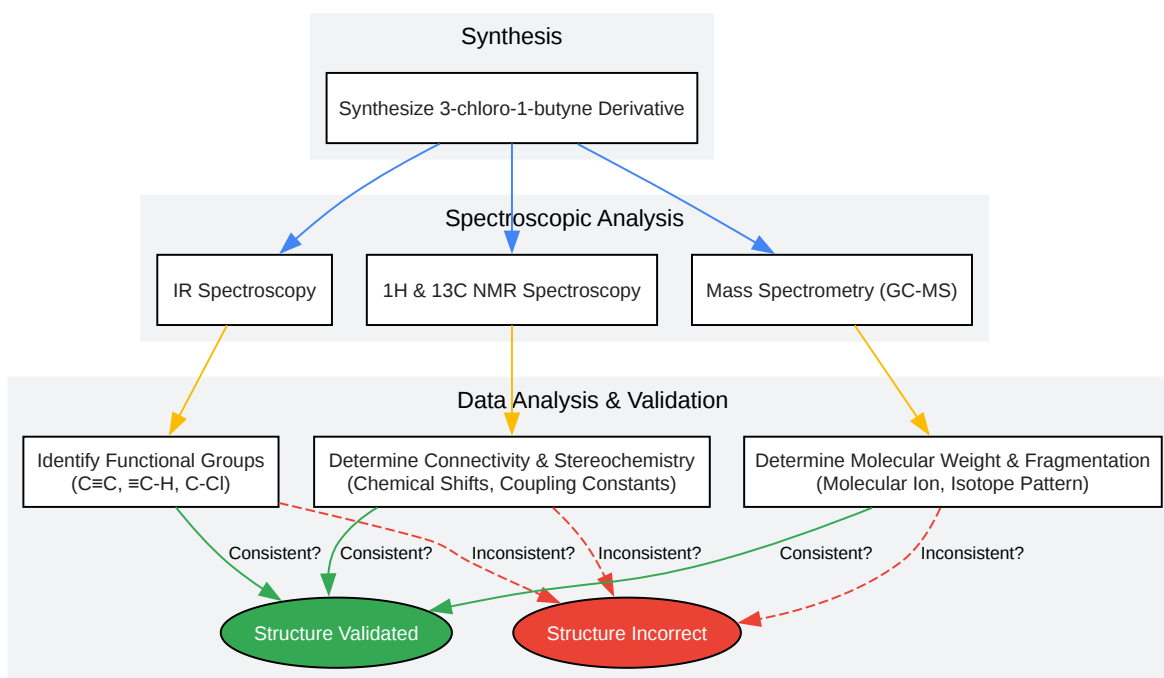 Synthesis
Synthesize 3-chloro-1-butyne Derivative
Spectroscopic Analysis
IR Spectroscopy
1H & 13C NMR Spectroscopy
Mass Spectrometry (GC-MS)
Data Analysis & Validation
Identify Functional Groups
(C≡C, ≡C-H, C-Cl)
Determine Connectivity & Stereochemistry
(Chemical Shifts, Coupling Constants)
Determine Molecular Weight & Fragmentation
(Molecular Ion, Isotope Pattern)
Consistent?
Consistent?
Inconsistent?
Inconsistent?
Consistent?
Inconsistent?
Structure Validated
Structure Incorrect